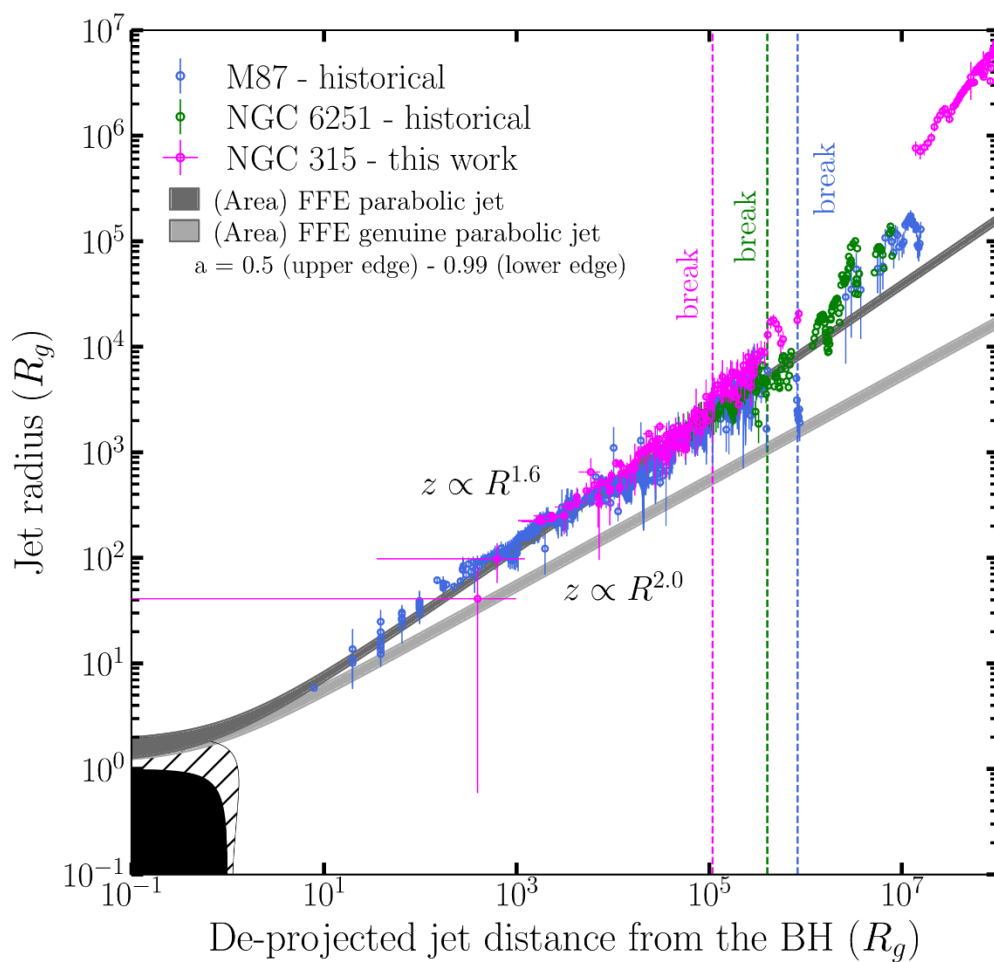 M87 - historical
NGC 6251 - historical
NGC 315 - this work
(Area) FFE parabolic jet
(Area) FFE genuine parabolic jet
a = 0.5 (upper edge) - 0.99 (lower edge)
break
break
break
z ∝ R^1.6
z ∝ R^2.0
Jet radius (R_g)
10^7
10^6
10^5
10^4
10^3
10^2
10^1
10^0
10^−1
10^−1
10^1
10^3
10^5
10^7
De-projected jet distance from the BH (R_g)